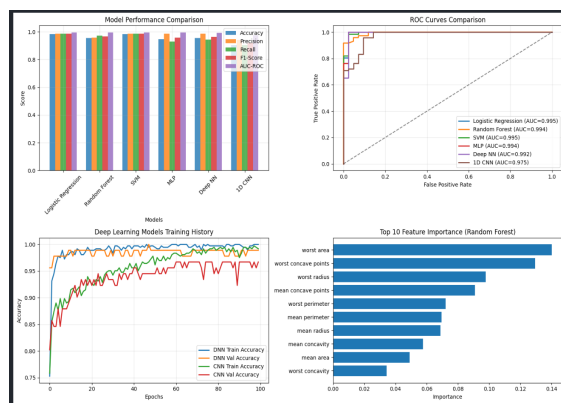 Model Performance Comparison
Accuracy
Precision
Recall
F1-Score
AUC-ROC
Score
1.0
0.8
0.6
0.4
0.2
0.0
Logistic Regression
Random Forest
SVM
MLP
Deep NN
1D CNN
Models
ROC Curves Comparison
True Positive Rate
1.0
0.8
0.6
0.4
0.2
0.0
Logistic Regression (AUC=0.995)
Random Forest (AUC=0.994)
SVM (AUC=0.995)
MLP (AUC=0.994)
Deep NN (AUC=0.992)
1D CNN (AUC=0.975)
0.0 0.2 0.4 0.6 0.8 1.0
False Positive Rate
Deep Learning Models Training History
Accuracy
1.00
0.95
0.90
0.85
0.80
0.75
DNN Train Accuracy
DNN Val Accuracy
CNN Train Accuracy
CNN Val Accuracy
0 20 40 60 80 100
Epochs
Top 10 Feature Importance (Random Forest)
worst area
worst concave points
worst radius
mean concave points
worst perimeter
mean perimeter
mean radius
mean concavity
mean area
worst concavity
0.00 0.02 0.04 0.06 0.08 0.10 0.12 0.14
Importance